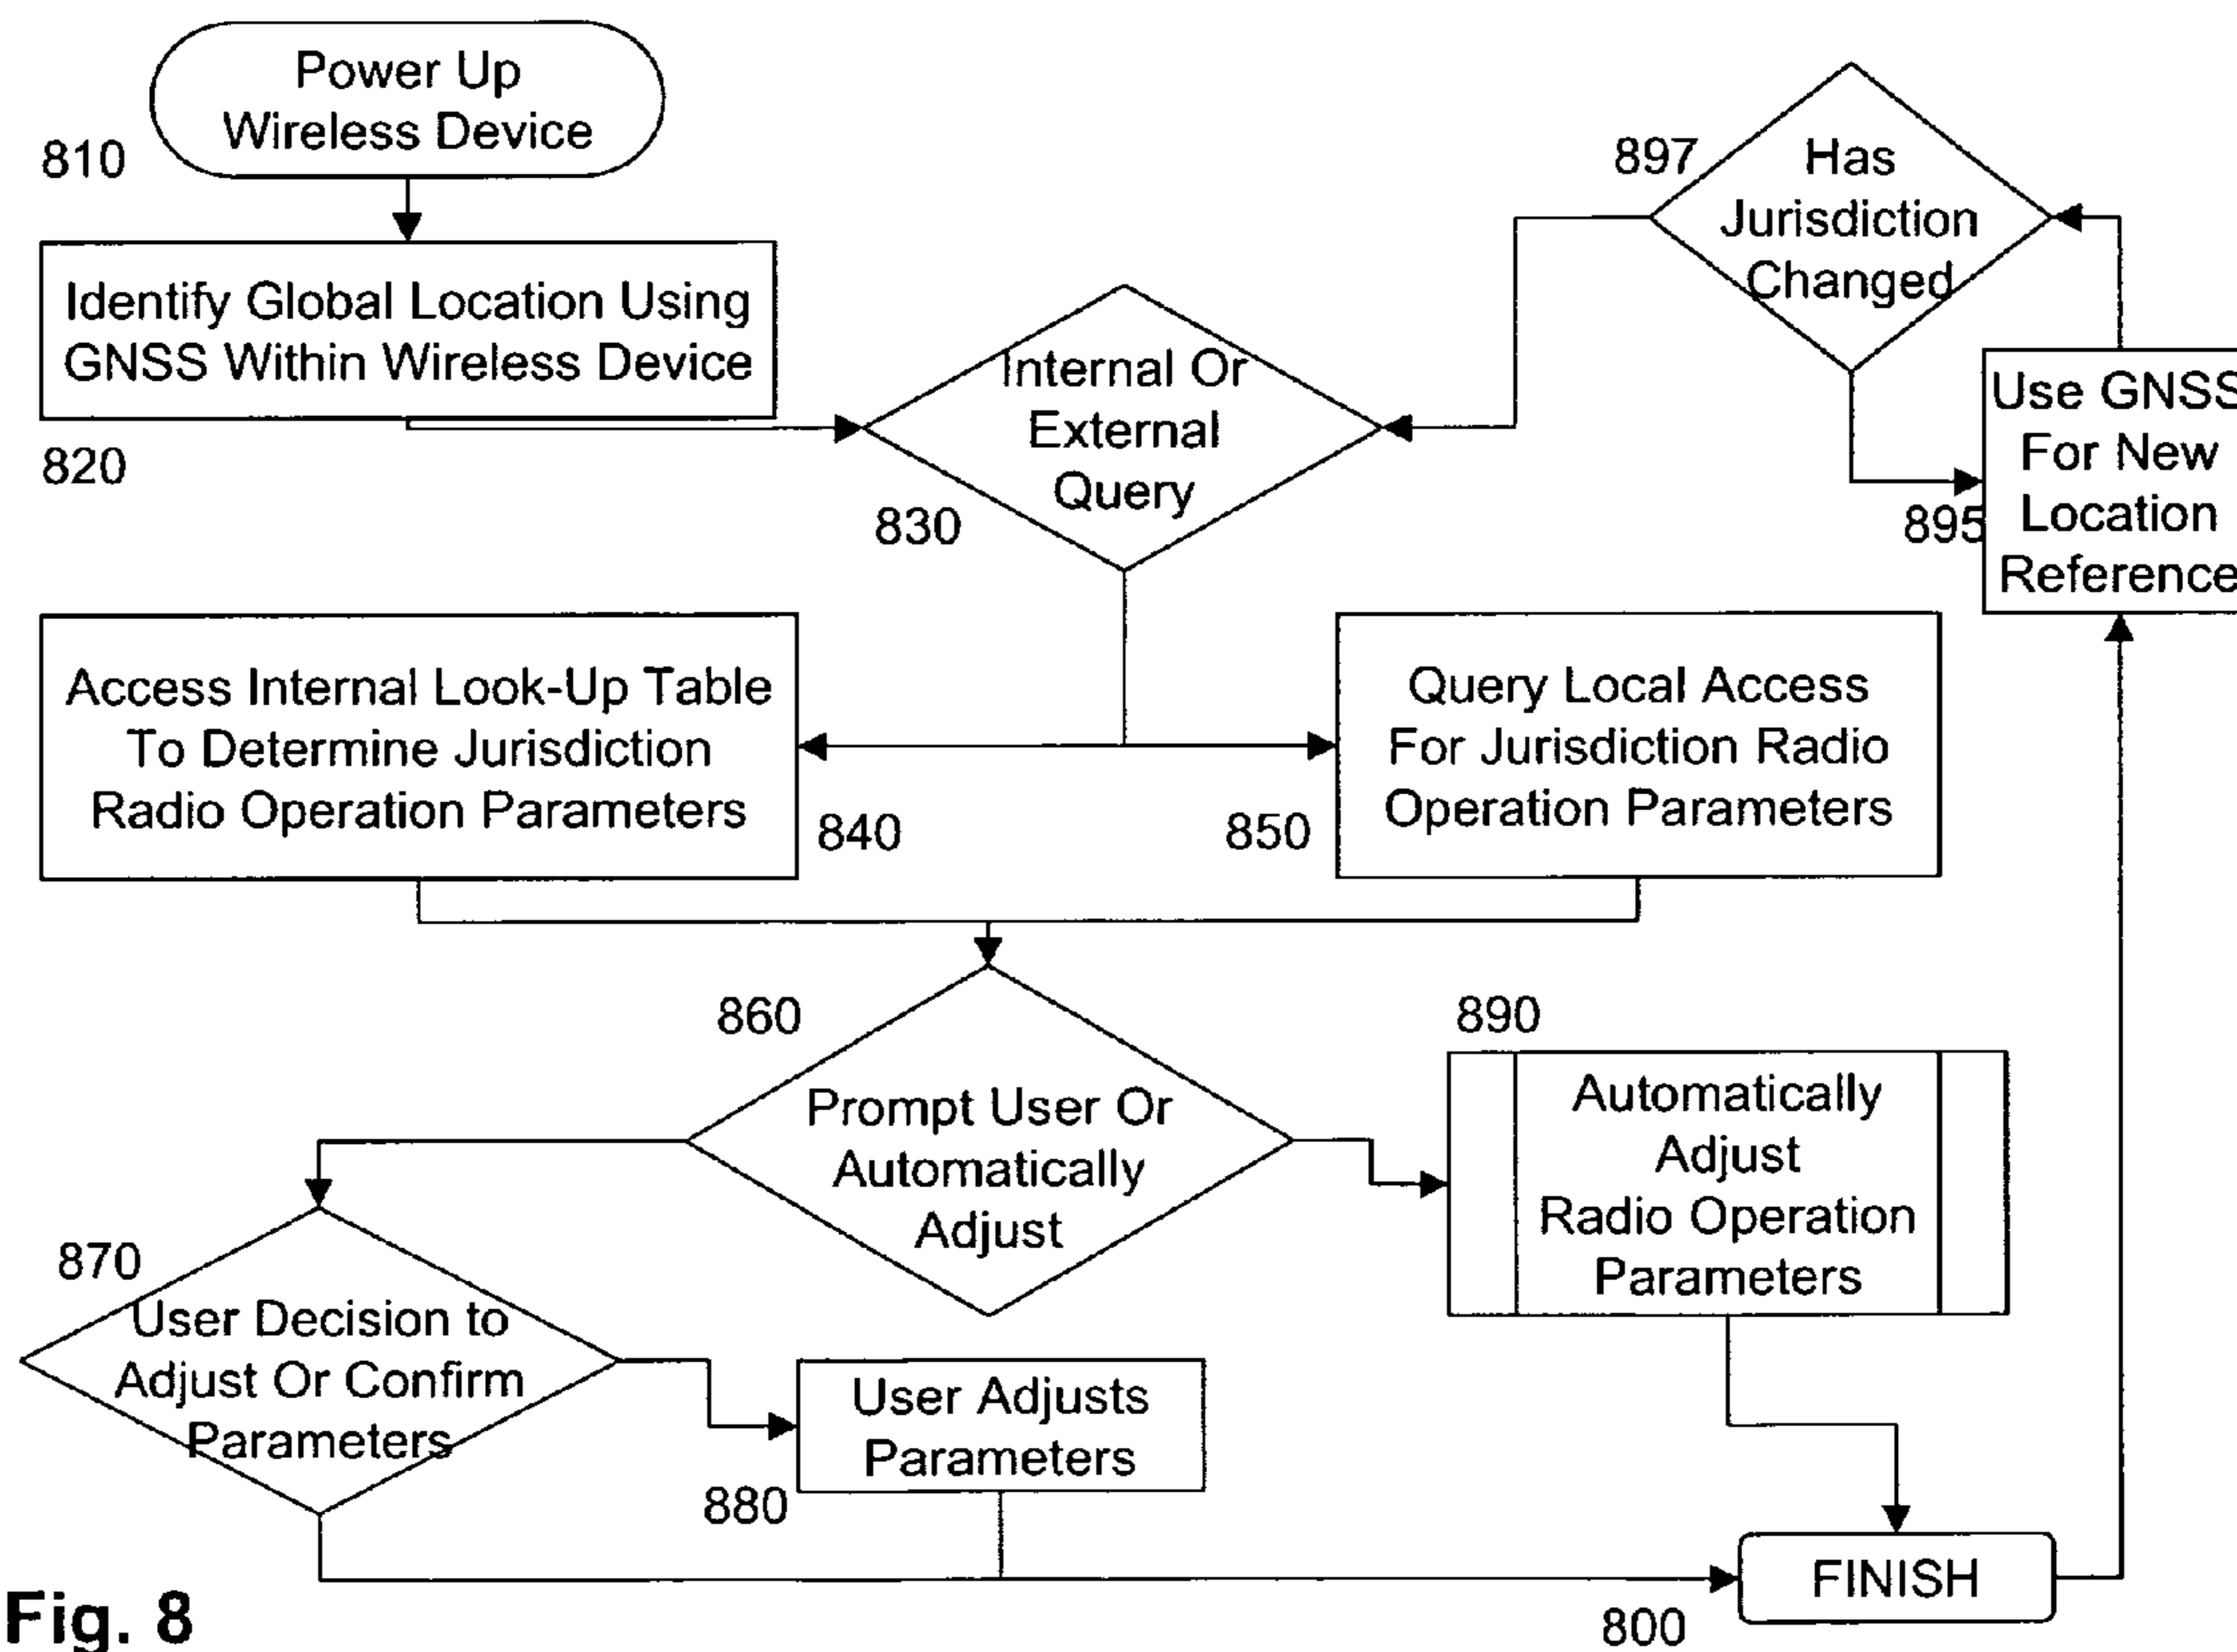 Power Up
Wireless Device
810
Identify Global Location Using
GNSS Within Wireless Device
820
Internal Or
External
Query
830
Has
Jurisdiction
Changed
897
Use GNSS
For New
Location
Reference
895
Access Internal Look-Up Table
To Determine Jurisdiction
Radio Operation Parameters
840
Query Local Access
For Jurisdiction Radio
Operation Parameters
850
860
Prompt User Or
Automatically
Adjust
890
Automatically
Adjust
Radio Operation
Parameters
870
User Decision to
Adjust Or Confirm
Parameters
User Adjusts
Parameters
880
FINISH
800
Fig. 8